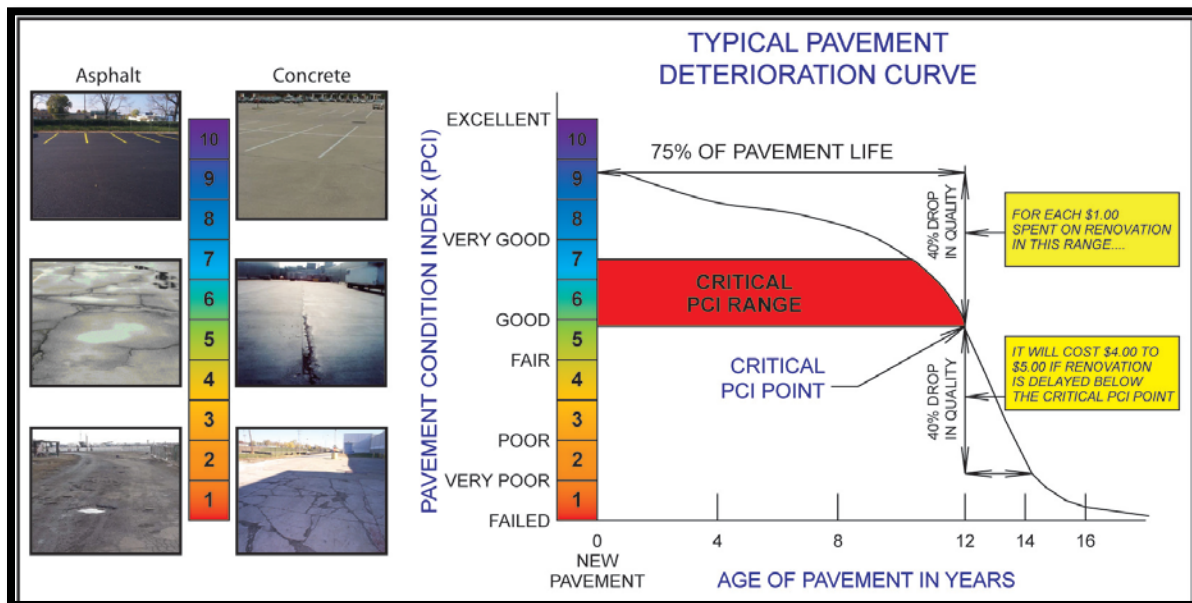 Asphalt
Concrete
10
9
8
7
6
5
4
3
2
1
TYPICAL PAVEMENT
DETERIORATION CURVE
PAVEMENT CONDITION INDEX (PCI)
EXCELLENT
VERY GOOD
GOOD
FAIR
POOR
VERY POOR
FAILED
10
9
8
7
6
5
4
3
2
1
75% OF PAVEMENT LIFE
CRITICAL
PCI RANGE
CRITICAL
PCI POINT
40% DROP
IN QUALITY
40% DROP
IN QUALITY
FOR EACH $1.00
SPENT ON RENOVATION
IN THIS RANGE....
IT WILL COST $4.00 TO
$5.00 IF RENOVATION
IS DELAYED BELOW
THE CRITICAL PCI POINT
0
4
8
12
14
16
NEW
PAVEMENT
AGE OF PAVEMENT IN YEARS